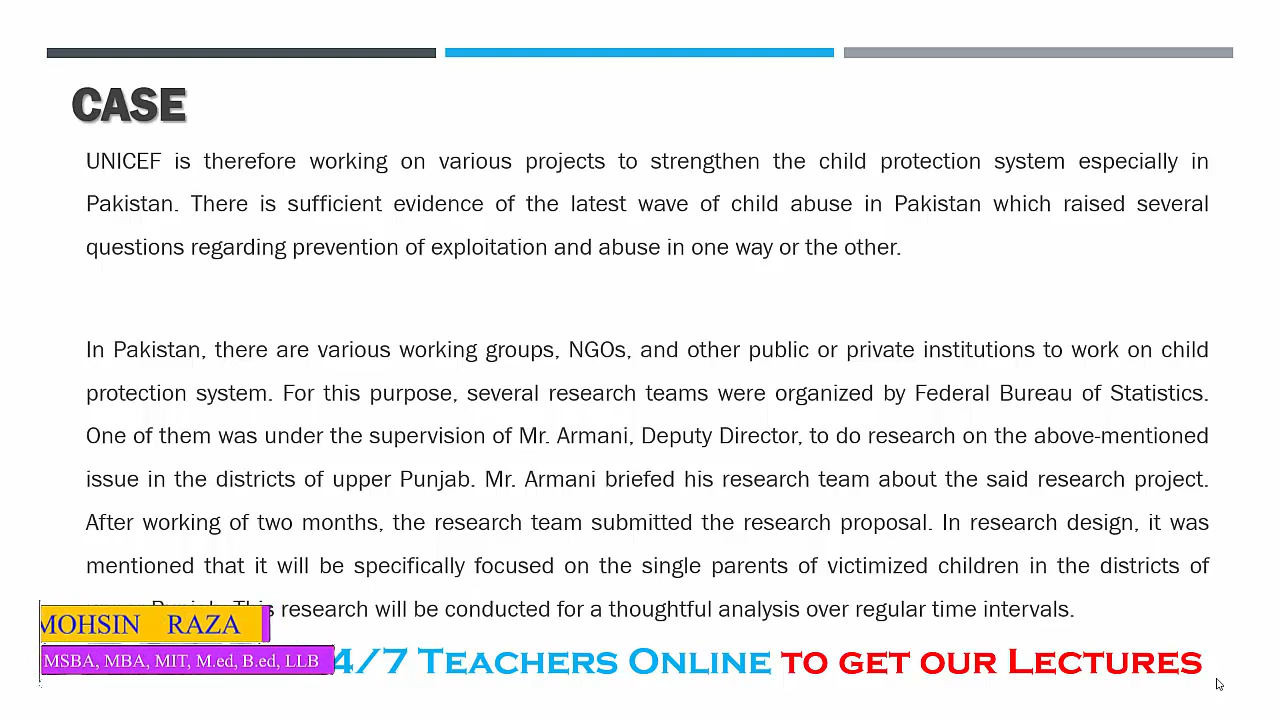 CASE
UNICEF is therefore working on various projects to strengthen the child protection system especially in
Pakistan. There is sufficient evidence of the latest wave of child abuse in Pakistan which raised several
questions regarding prevention of exploitation and abuse in one way or the other.
In Pakistan, there are various working groups, NGOs, and other public or private institutions to work on child
protection system. For this purpose, several research teams were organized by Federal Bureau of Statistics.
One of them was under the supervision of Mr. Armani, Deputy Director, to do research on the above-mentioned
issue in the districts of upper Punjab. Mr. Armani briefed his research team about the said research project.
After working of two months, the research team submitted the research proposal. In research design, it was
mentioned that it will be specifically focused on the single parents of victimized children in the districts of
research will be conducted for a thoughtful analysis over regular time intervals.
MOHSIN RAZA
MSBA, MBA, MIT, M.ed, B.ed, LLB
4/7 TEACHERS ONLINE TO GET OUR LECTURES